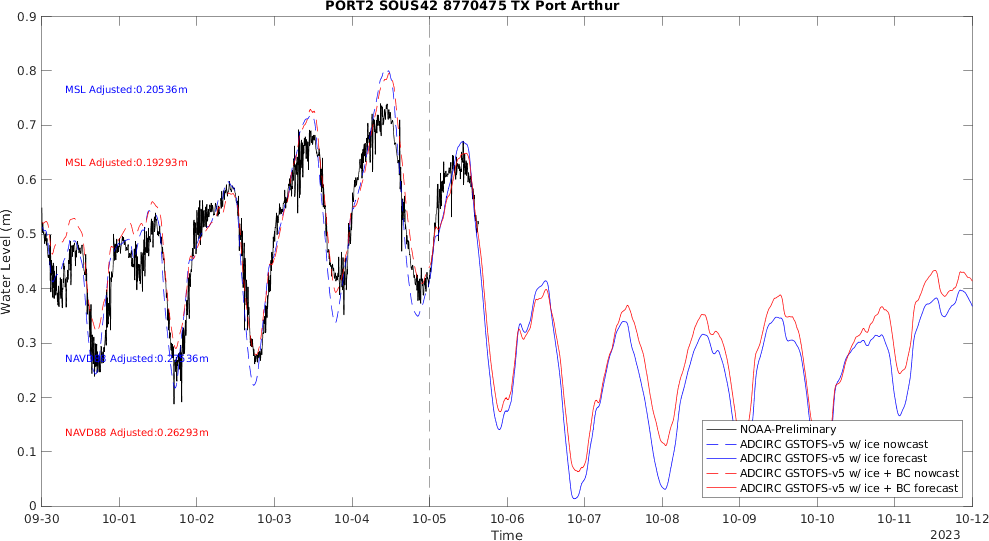 PORT2 SOUS42 8770475 TX Port Arthur
0.9
0.8
0.7
0.6
0.5
0.4
0.3
0.2
0.1
0
Water Level (m)
MSL Adjusted:0.20536m
MSL Adjusted:0.19293m
NAVD88 Adjusted:0.27536m
NAVD88 Adjusted:0.26293m
NOAA-Preliminary
ADCIRC GSTOFS-v5 w/ ice nowcast
ADCIRC GSTOFS-v5 w/ ice forecast
ADCIRC GSTOFS-v5 w/ ice + BC nowcast
ADCIRC GSTOFS-v5 w/ ice + BC forecast
09-30 10-01 10-02 10-03 10-04 10-05 10-06 10-07 10-08 10-09 10-10 10-11 10-12
Time
2023